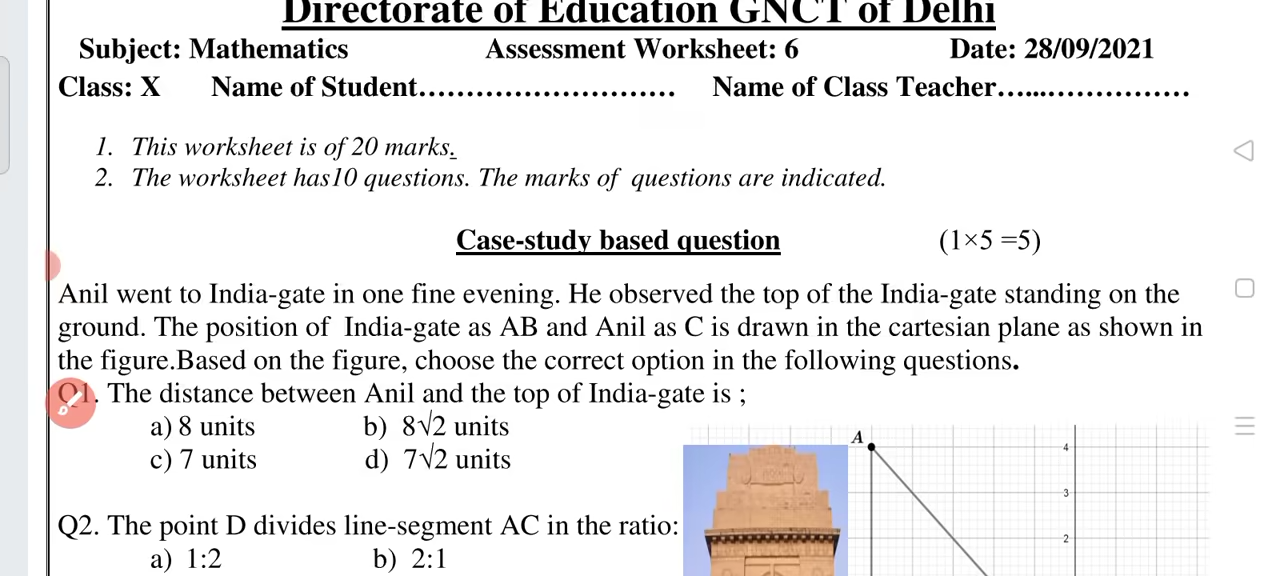 Directorate of Education GNCT of Delhi
Subject: Mathematics Assessment Worksheet: 6 Date: 28/09/2021
Class: X Name of Student………………………… Name of Class Teacher…....……………
1. This worksheet is of 20 marks.
2. The worksheet has10 questions. The marks of questions are indicated.
Case-study based question (1×5 =5)
Anil went to India-gate in one fine evening. He observed the top of the India-gate standing on the
ground. The position of India-gate as AB and Anil as C is drawn in the cartesian plane as shown in
the figure.Based on the figure, choose the correct option in the following questions.
Q1. The distance between Anil and the top of India-gate is ;
a) 8 units b) 8√2 units
c) 7 units d) 7√2 units
A
4
3
2
Q2. The point D divides line-segment AC in the ratio:
a) 1:2 b) 2:1